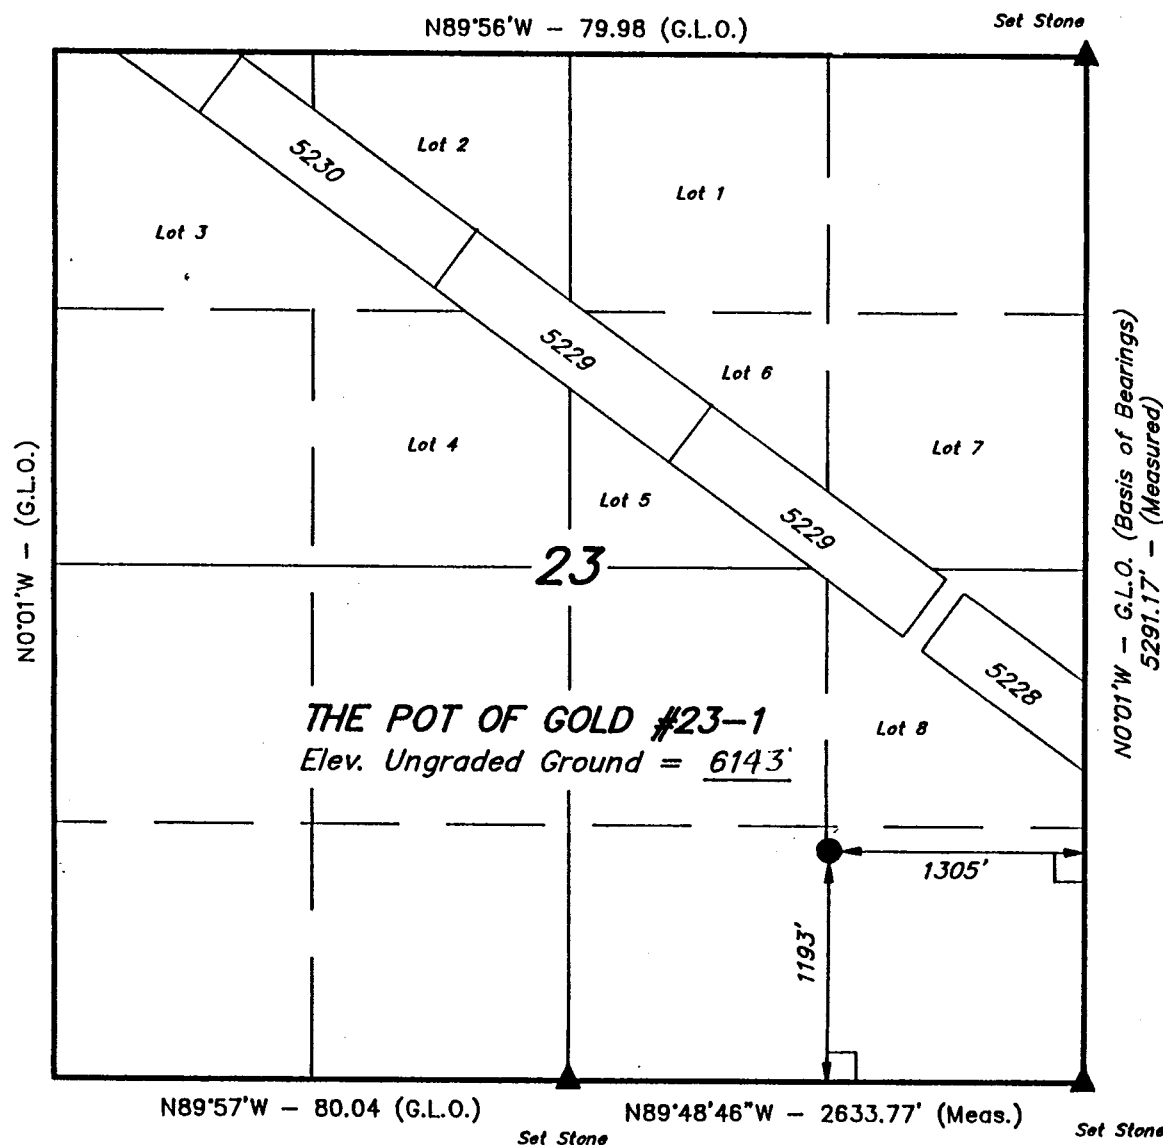 N89°56'W – 79.98 (G.L.O.)
Set Stone
5230
Lot 2
Lot 1
Lot 3
5229
Lot 6
Lot 4
Lot 7
Lot 5
5229
N0°01'W – (G.L.O.)
N0°01'W – G.L.O. (Basis of Bearings)
5291.17' – (Measured)
23
5228
THE POT OF GOLD #23-1
Lot 8
Elev. Ungraded Ground = 6143'
1305'
1193'
N89°57'W – 80.04 (G.L.O.)
N89°48'46"W – 2633.77' (Meas.)
Set Stone
Set Stone